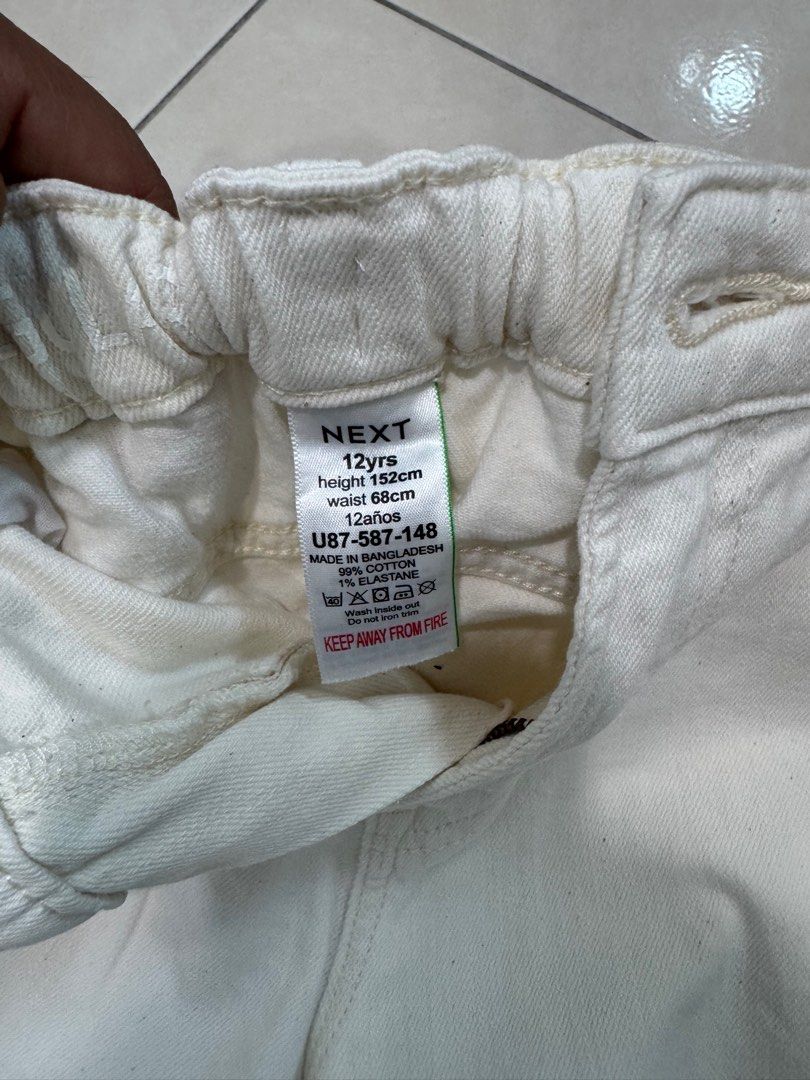 NEXT
12yrs
height 152cm
waist 68cm
12años
U87-587-148
MADE IN BANGLADESH
99% COTTON
1% ELASTANE
40
Wash inside out
Do not iron trim
KEEP AWAY FROM FIRE